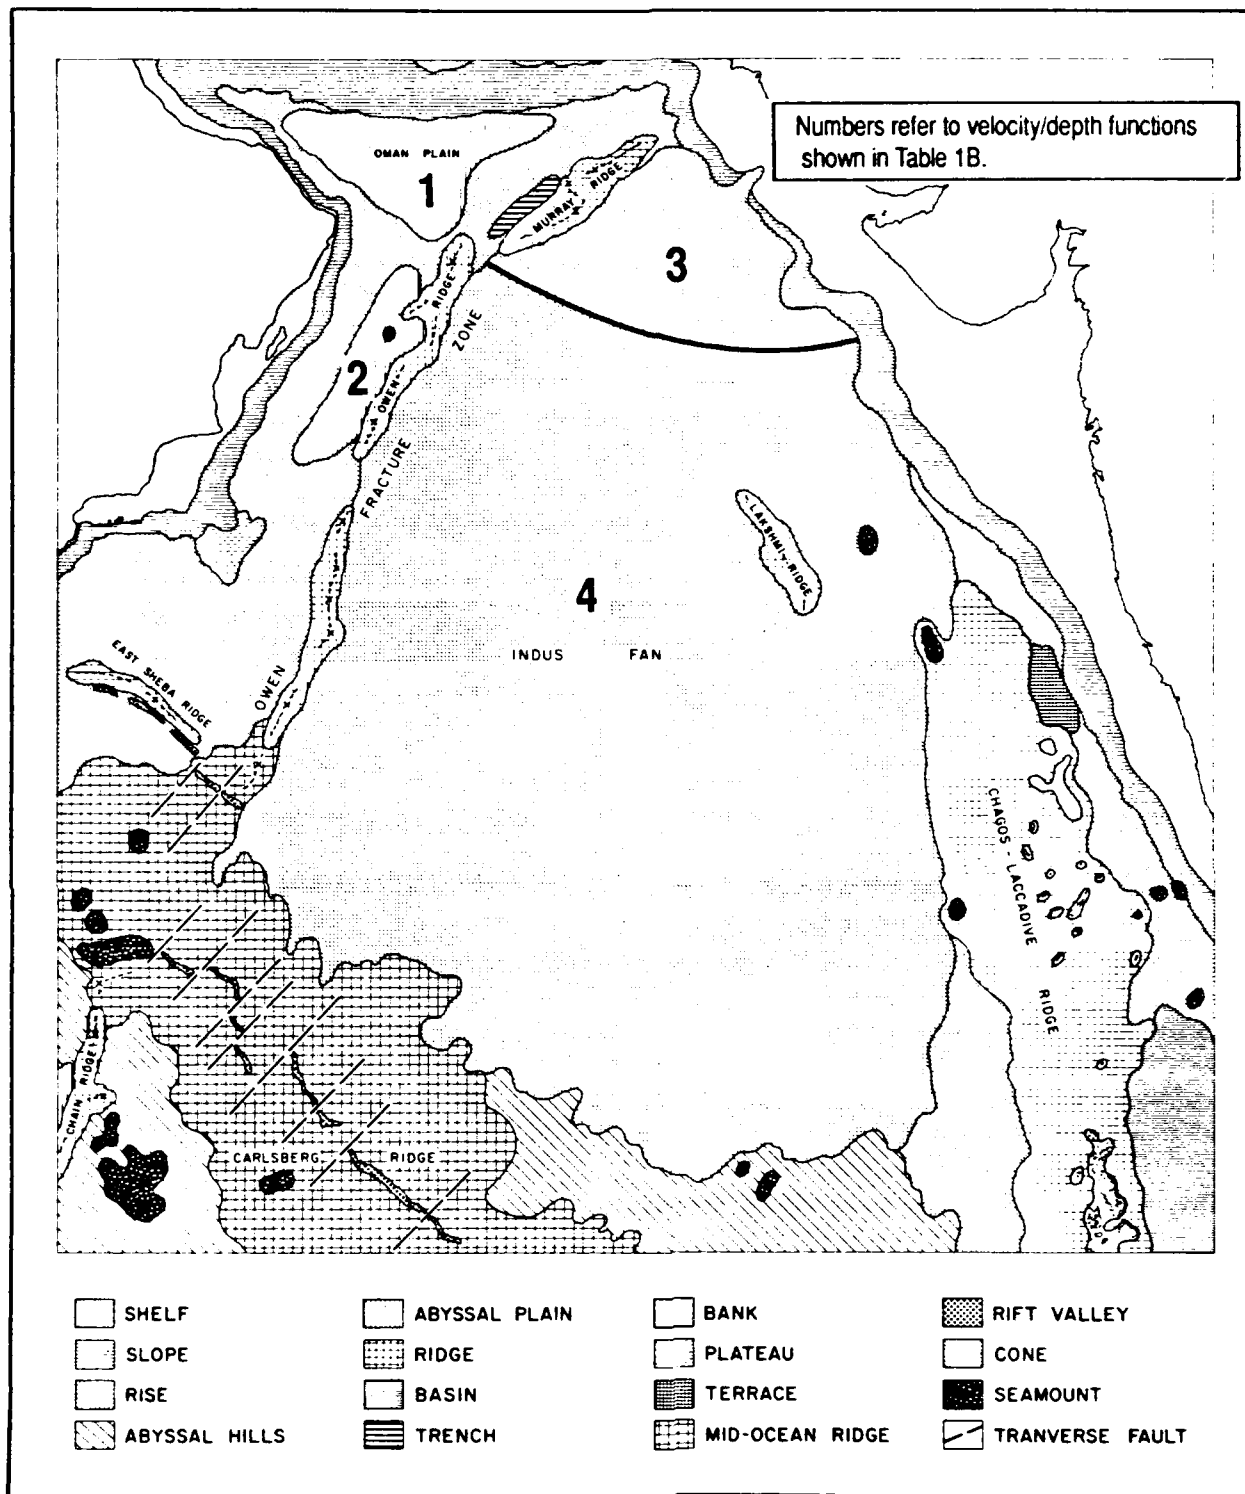 Numbers refer to velocity/depth functions
shown in Table 1B.
OMAN PLAIN
1
MURRAY RIDGE
3
RIDGE
ZONE
2
OWEN
FRACTURE
LAKSHMI RIDGE
4
INDUS FAN
EAST SHEBA RIDGE
OWEN
CHAGOS - LACCADIVE
RIDGE
CHAIN RIDGE
CARLSBERG RIDGE
SHELF
SLOPE
RISE
ABYSSAL HILLS
ABYSSAL PLAIN
RIDGE
BASIN
TRENCH
BANK
PLATEAU
TERRACE
MID-OCEAN RIDGE
RIFT VALLEY
CONE
SEAMOUNT
TRANVERSE FAULT